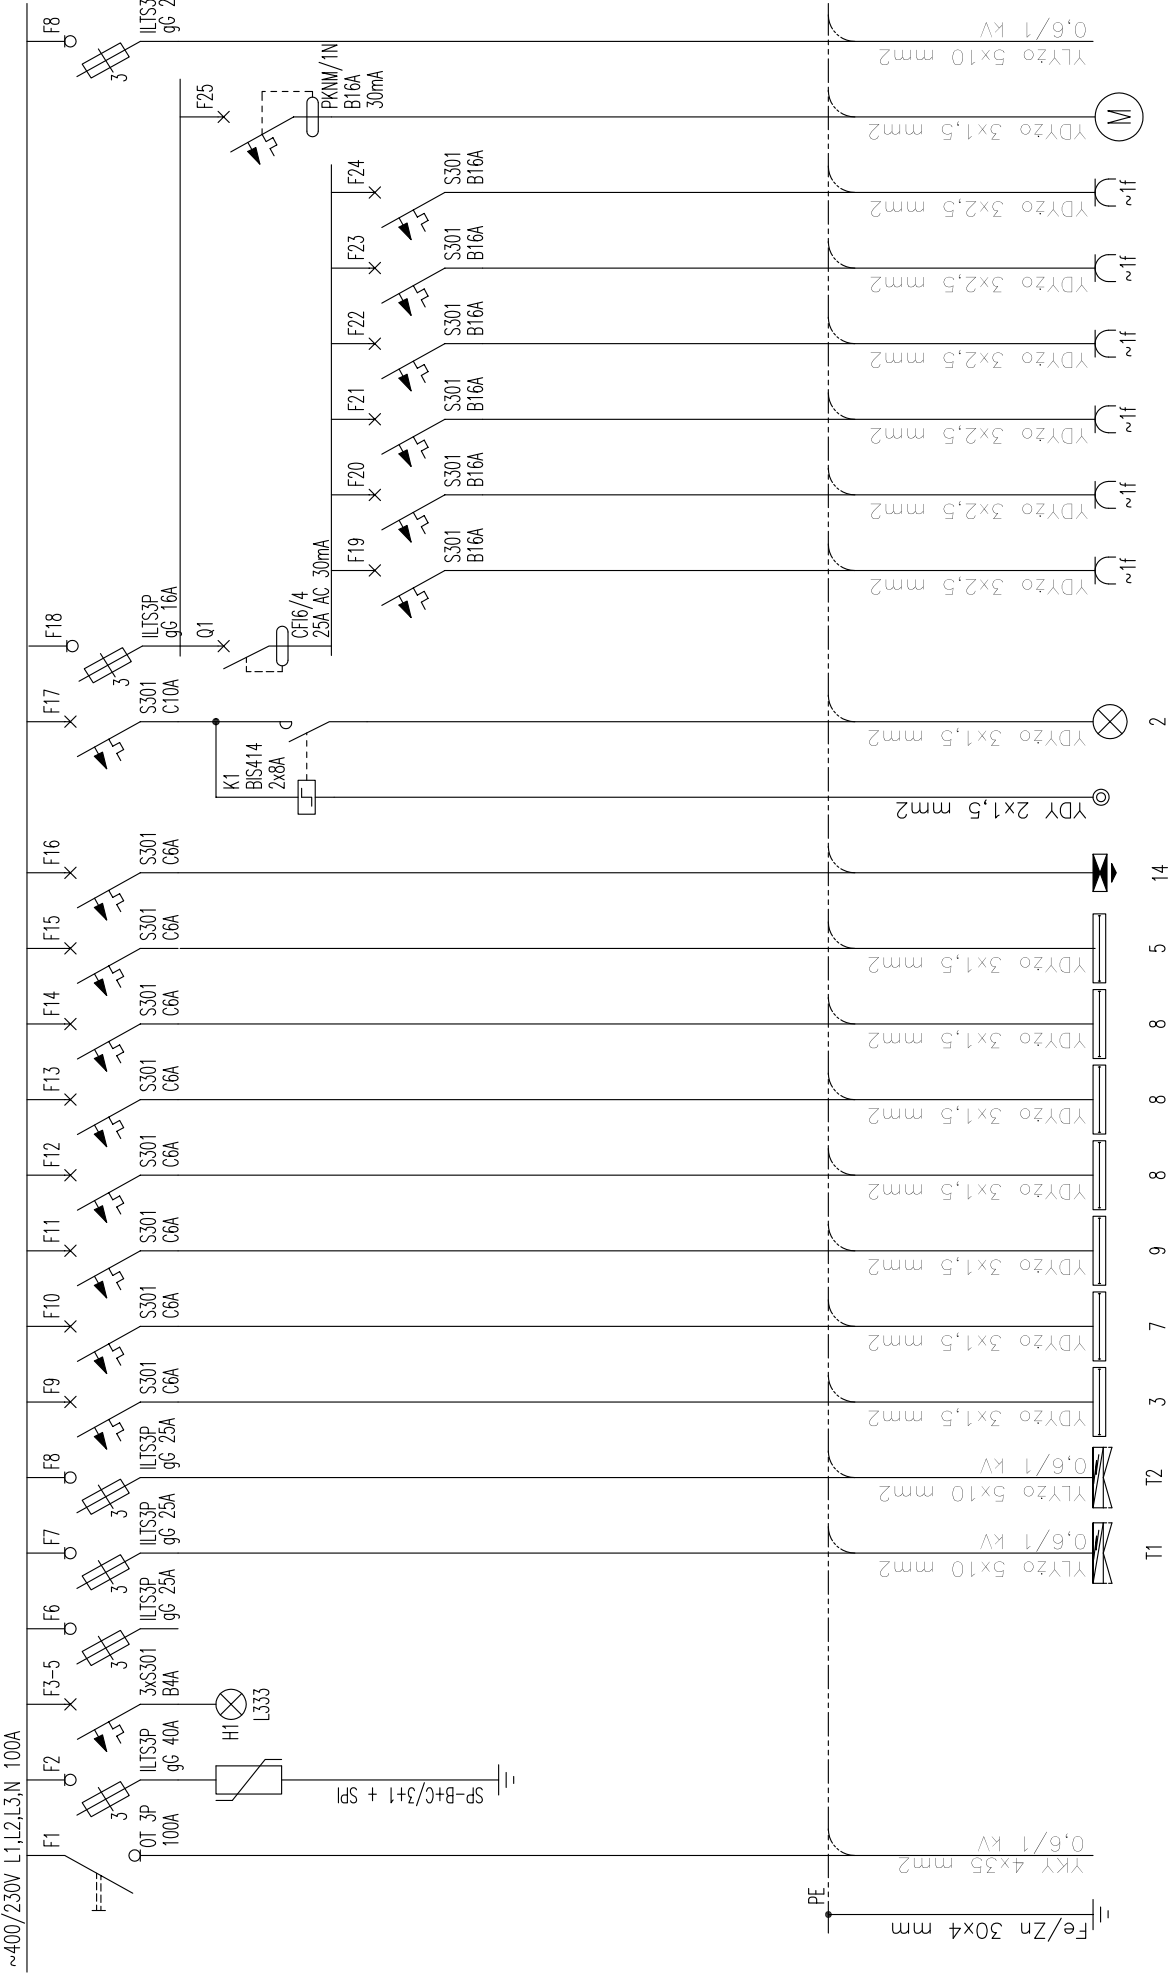 ~400/230V L1,L2,L3,N 100A
F1
OT 3P
100A
YKY 4x35 mm2
0,6/1 kV
PE
Fe/Zn 30x4 mm
F2
ILTS3P
gG 40A
3
SP-B+C/3+1 + SPI
F3-5
3xS301
B4A
H1
L333
F6
ILTS3P
gG 25A
3
F7
ILTS3P
gG 25A
3
YLYżo 5x10 mm2
0,6/1 kV
T1
F8
ILTS3P
gG 25A
3
YLYżo 5x10 mm2
0,6/1 kV
T2
F9
S301
C6A
YDYżo 3x1,5 mm2
3
F10
S301
C6A
YDYżo 3x1,5 mm2
7
F11
S301
C6A
YDYżo 3x1,5 mm2
9
F12
S301
C6A
YDYżo 3x1,5 mm2
8
F13
S301
C6A
YDYżo 3x1,5 mm2
8
F14
S301
C6A
YDYżo 3x1,5 mm2
8
F15
S301
C6A
YDYżo 3x1,5 mm2
5
F16
S301
C6A
14
YDY 2x1,5 mm2
K1
BIS414
2x8A
F17
S301
C10A
YDYżo 3x1,5 mm2
2
F18
ILTS3P
gG 16A
3
Q1
CFI6/4
25A AC 30mA
F19
S301
B16A
YDYżo 3x2,5 mm2
~1f
F20
S301
B16A
YDYżo 3x2,5 mm2
~1f
F21
S301
B16A
YDYżo 3x2,5 mm2
~1f
F22
S301
B16A
YDYżo 3x2,5 mm2
~1f
F23
S301
B16A
YDYżo 3x2,5 mm2
~1f
F24
S301
B16A
YDYżo 3x2,5 mm2
~1f
F25
PKNM/1N
B16A
30mA
YDYżo 3x1,5 mm2
M
F8
3
YLYżo 5x10 mm2
0,6/1 kV